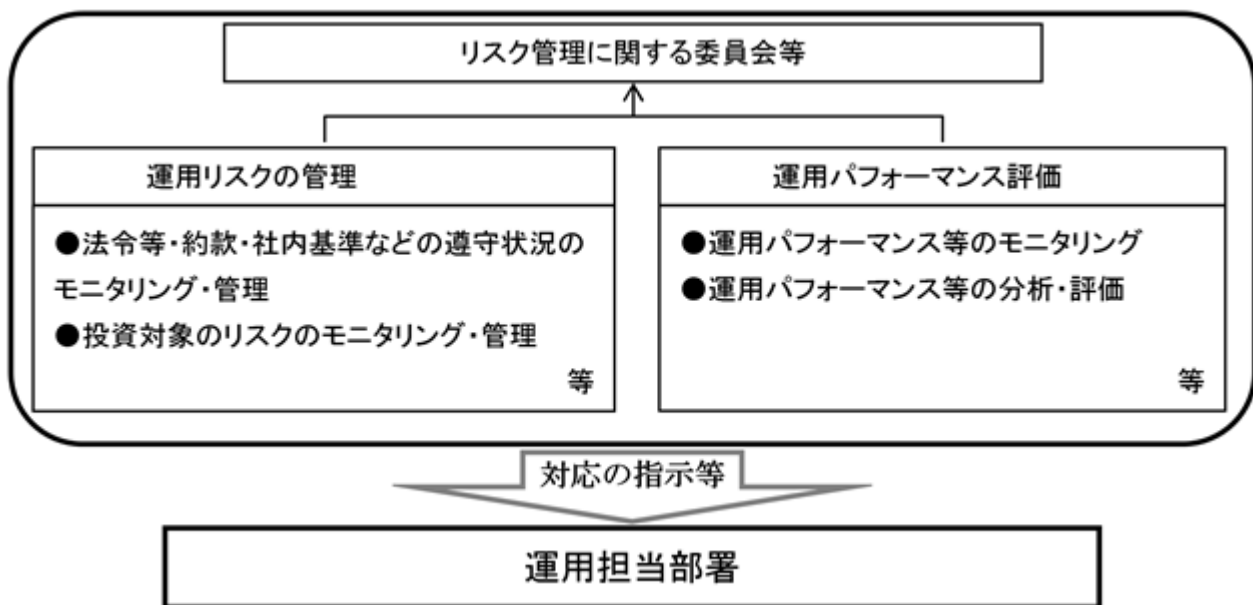 リスク管理に関する委員会等
運用リスクの管理
●法令等・約款・社内基準などの遵守状況の
モニタリング・管理
●投資対象のリスクのモニタリング・管理
等
運用パフォーマンス評価
●運用パフォーマンス等のモニタリング
●運用パフォーマンス等の分析・評価
等
対応の指示等
運用担当部署